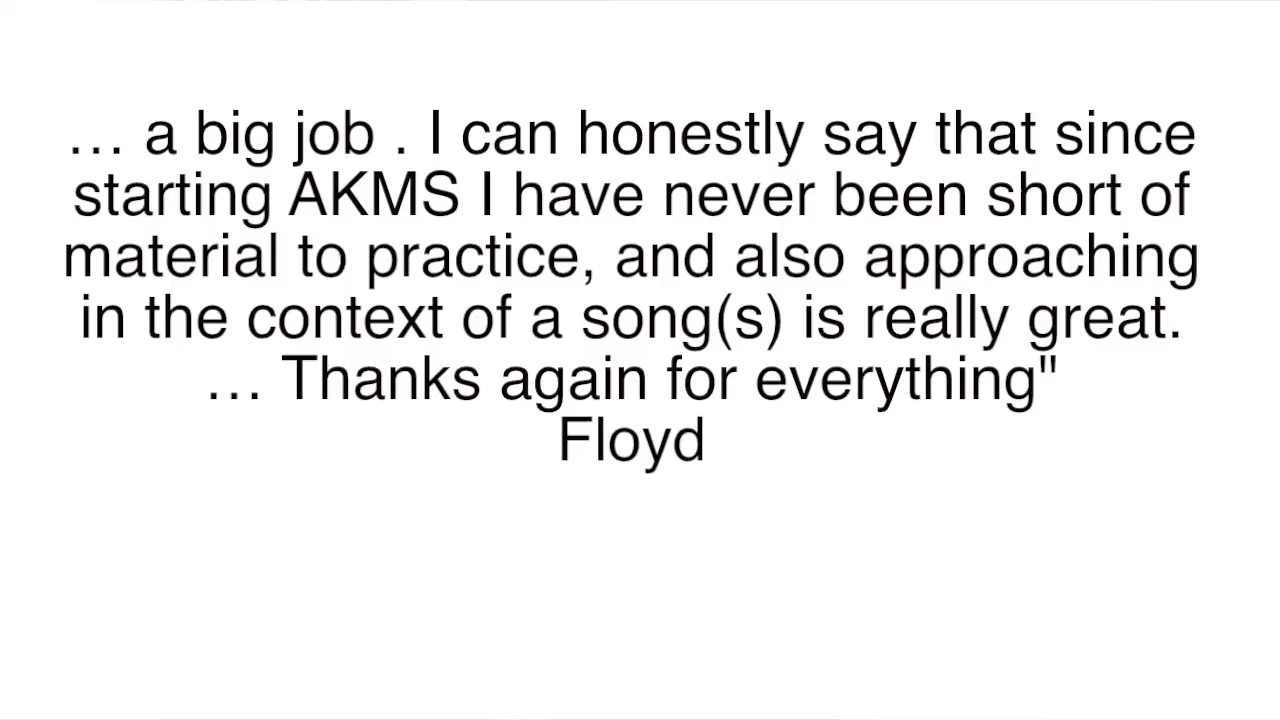 … a big job . I can honestly say that since
starting AKMS I have never been short of
material to practice, and also approaching
in the context of a song(s) is really great.
… Thanks again for everything"
Floyd